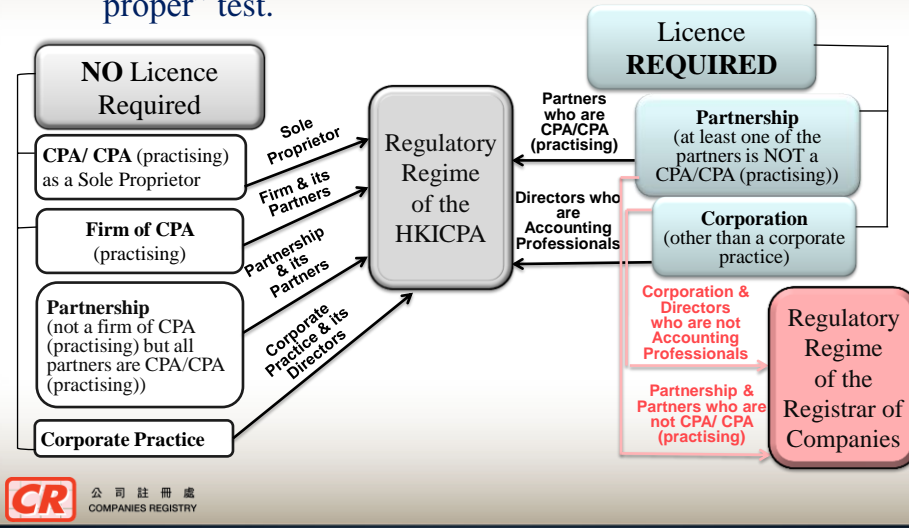 proper" test.
NO Licence
Required
CPA/ CPA (practising)
as a Sole Proprietor
Firm of CPA
(practising)
Partnership
(not a firm of CPA
(practising) but all
partners are CPA/CPA
(practising))
Corporate Practice
Sole
Proprietor
Firm & its
Partners
Partnership
& its
Partners
Corporate
Practice & its
Directors
Regulatory
Regime
of the
HKICPA
Partners
who are
CPA/CPA
(practising)
Directors who
are
Accounting
Professionals
Licence
REQUIRED
Partnership
(at least one of the
partners is NOT a
CPA/CPA (practising))
Corporation
(other than a corporate
practice)
Corporation &
Directors
who are not
Accounting
Professionals
Partnership &
Partners who are
not CPA/ CPA
(practising)
Regulatory
Regime
of the
Registrar of
Companies
CR
公司註冊處
COMPANIES REGISTRY